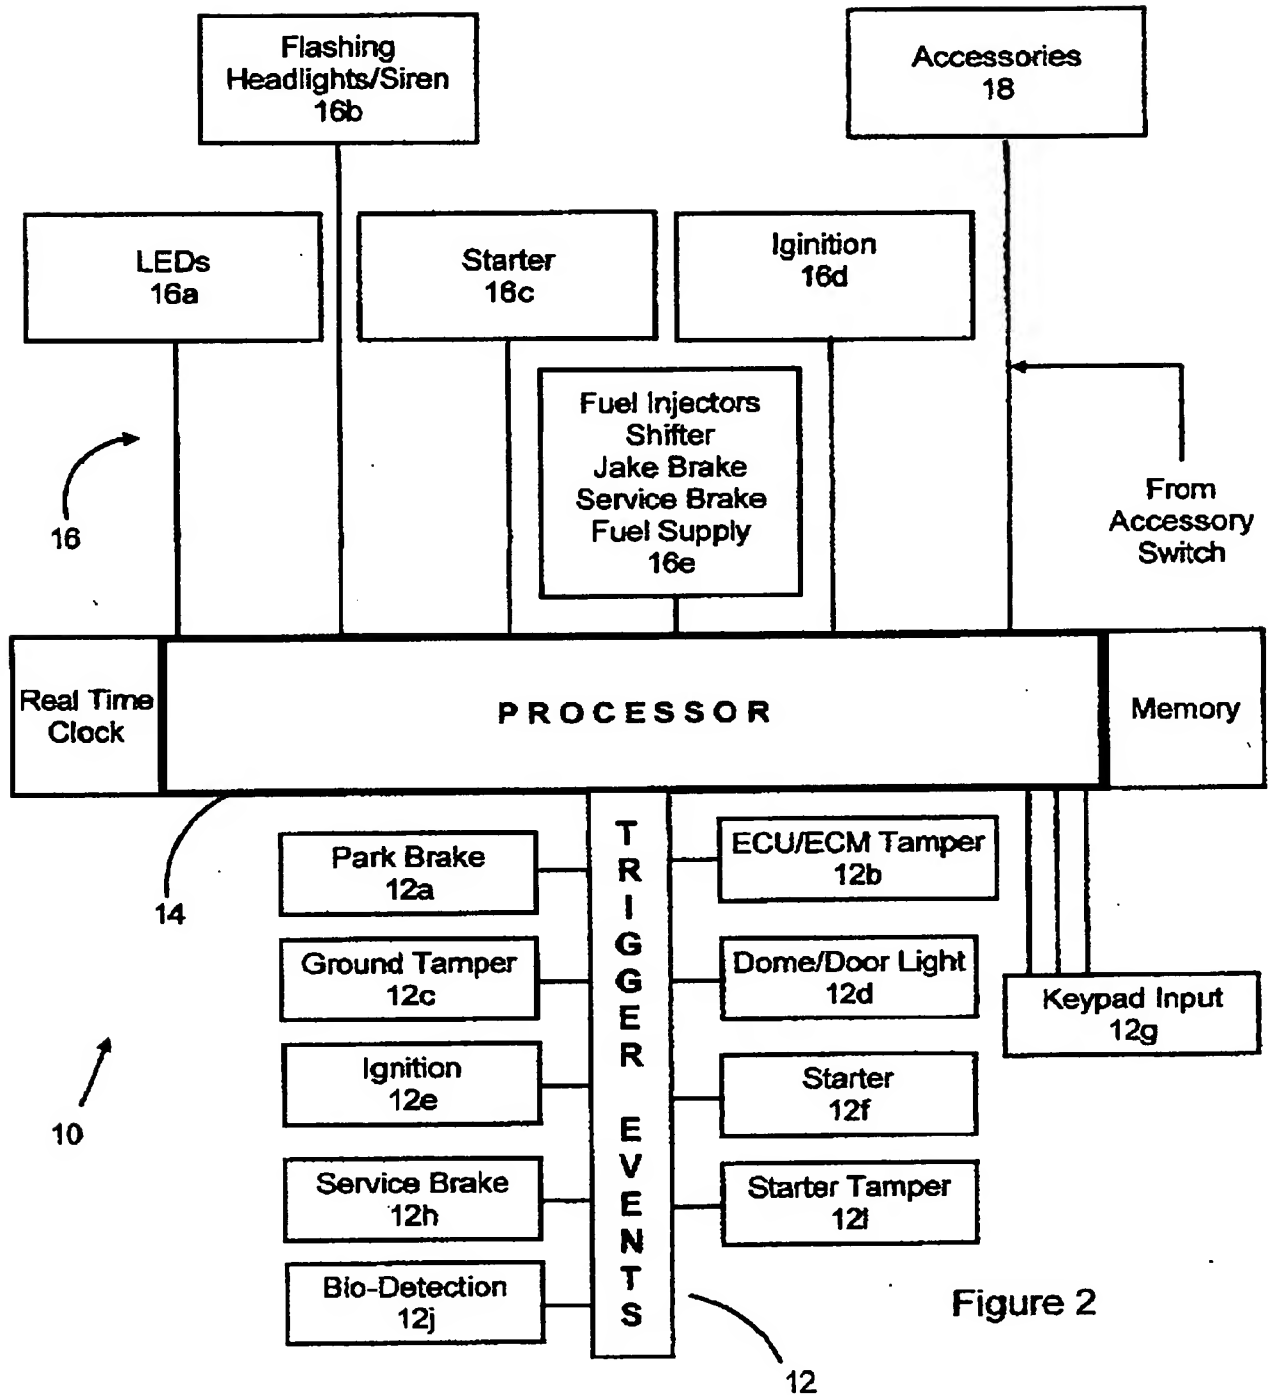 Flashing
Headlights/Siren
16b
Accessories
18
LEDs
16a
Starter
16c
Iginition
16d
Fuel Injectors
Shifter
Jake Brake
Service Brake
Fuel Supply
16e
From
Accessory
Switch
16
Real Time
Clock
PROCESSOR
Memory
14
TRIGGER EVENTS
Park Brake
12a
ECU/ECM Tamper
12b
Ground Tamper
12c
Dome/Door Light
12d
Keypad Input
12g
Ignition
12e
Starter
12f
10
Service Brake
12h
Starter Tamper
12i
Bio-Detection
12j
Figure 2
12